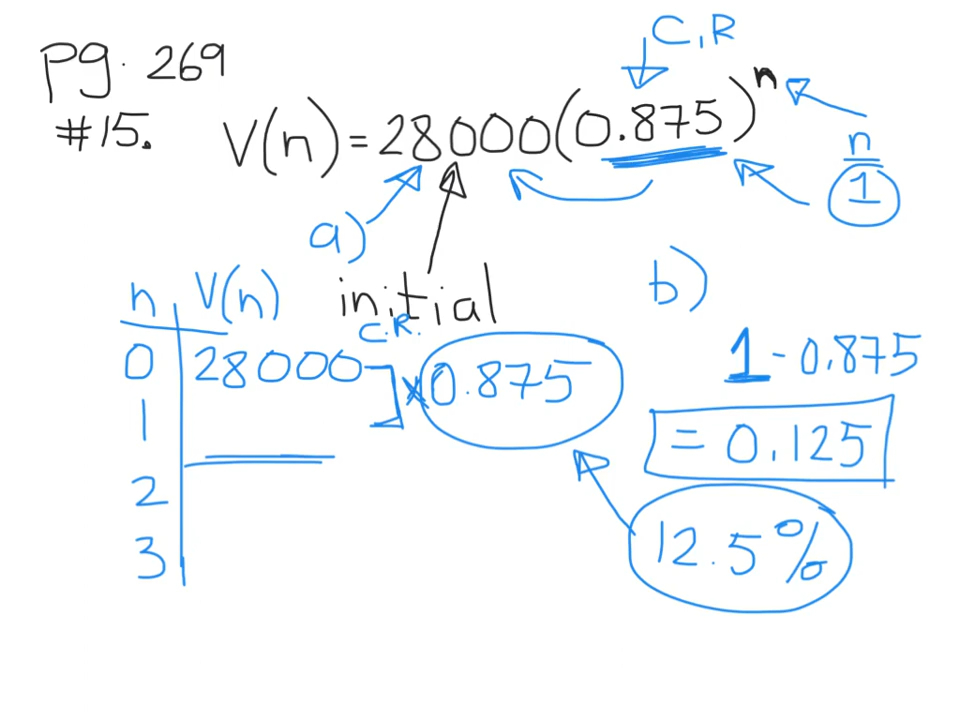 pg. 269
C.R
#15. V(n) = 28000(0.875)^n
n/1
a)
initial
b)
n V(n)
C.R.
0 28000 × 0.875
1 - 0.875
1
= 0.125
2
12.5%
3